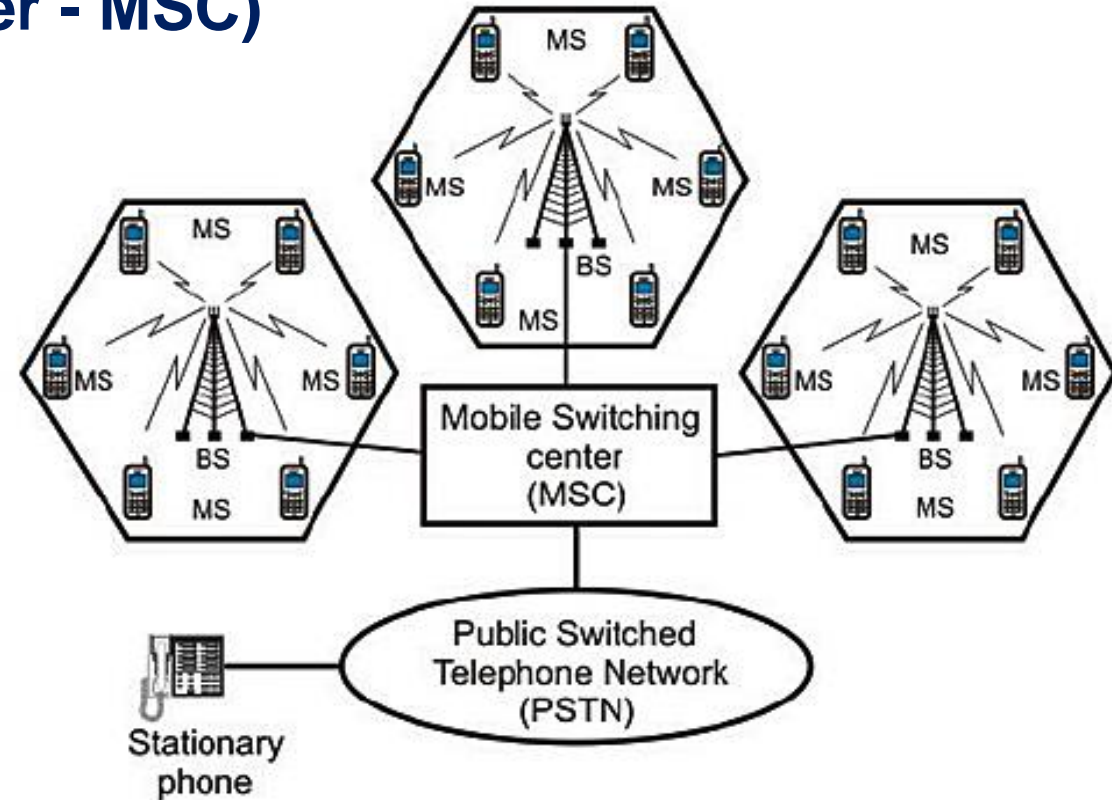 er - MSC)
MS
MS
MS
BS
MS
MS
MS
MS
BS
MS
MS
MS
MS
BS
MS
Mobile Switching
center
(MSC)
Public Switched
Telephone Network
(PSTN)
Stationary
phone